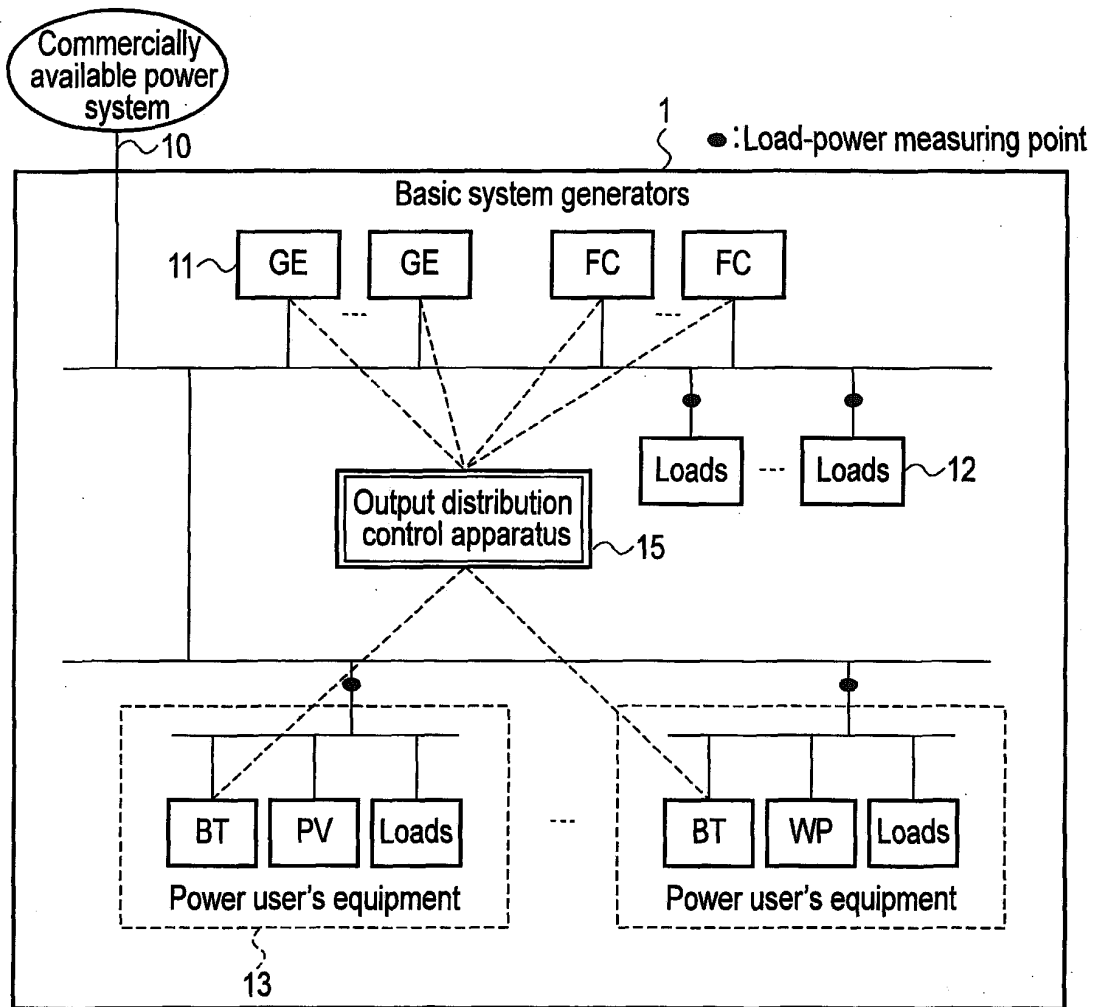 Commercially
available power
system
10
1
● : Load-power measuring point
Basic system generators
11
GE
GE
FC
FC
Loads
Loads
12
Output distribution
control apparatus
15
BT
PV
Loads
BT
WP
Loads
Power user's equipment
Power user's equipment
13